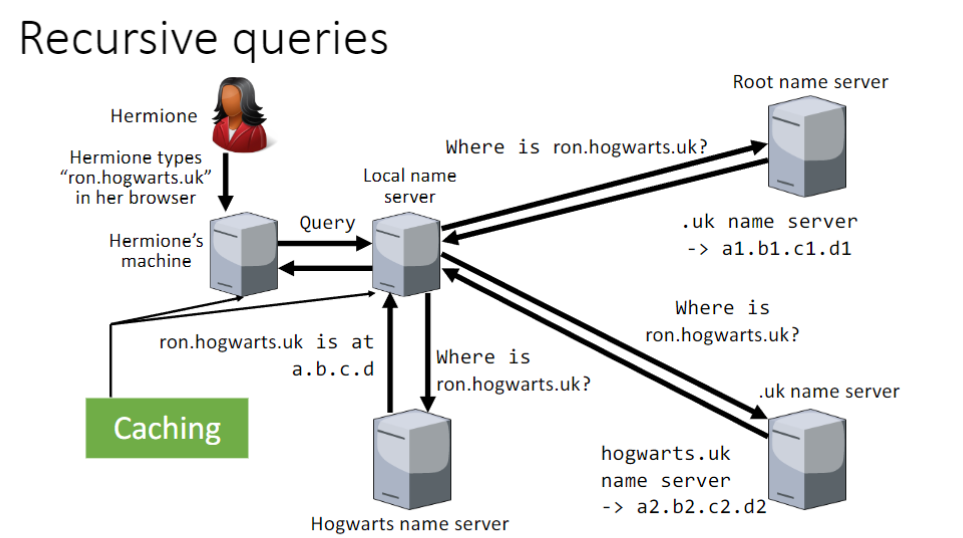 Recursive queries
Hermione
Hermione types
“ron.hogwarts.uk”
in her browser
Hermione’s
machine
Query
Local name
server
Where is ron.hogwarts.uk?
Root name server
.uk name server
-> a1.b1.c1.d1
Where is
ron.hogwarts.uk?
.uk name server
hogwarts.uk
name server
-> a2.b2.c2.d2
ron.hogwarts.uk is at
a.b.c.d
Where is
ron.hogwarts.uk?
Caching
Hogwarts name server